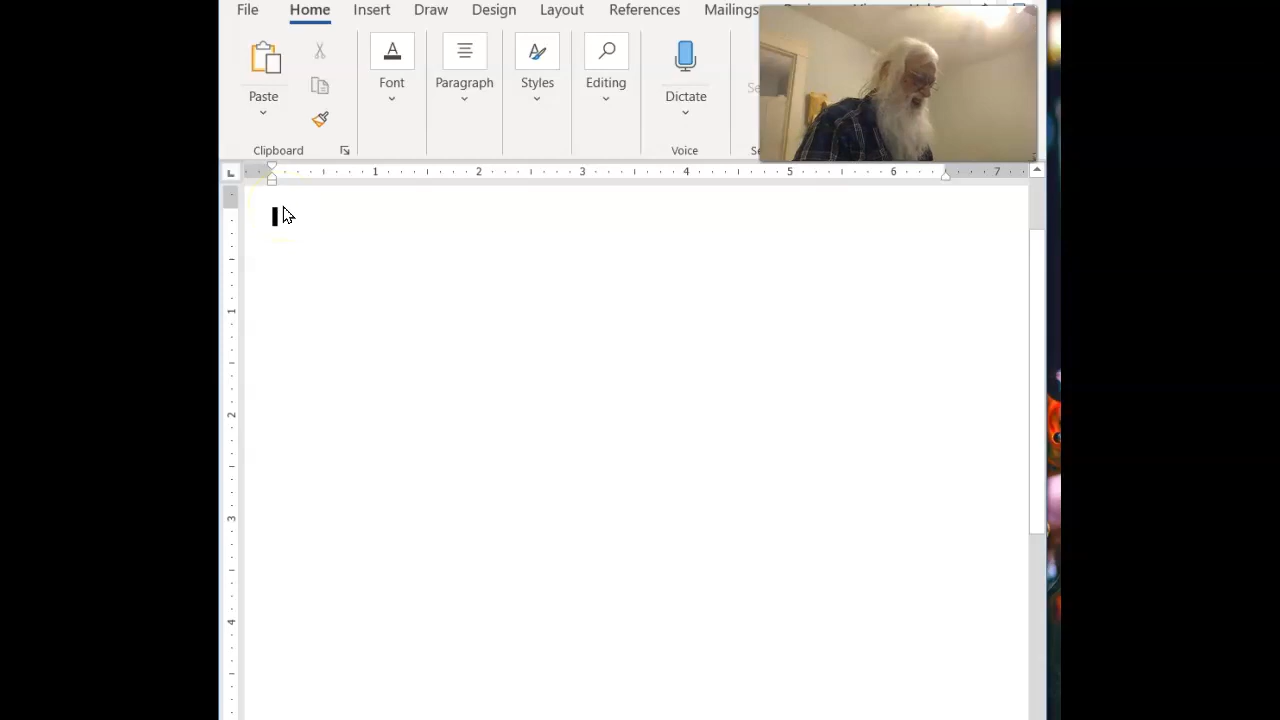 File Home Insert Draw Design Layout References Mailings
Paste Font Paragraph Styles Editing Dictate
Clipboard Voice
1 2 3 4 5 6 7
1
2
3
4